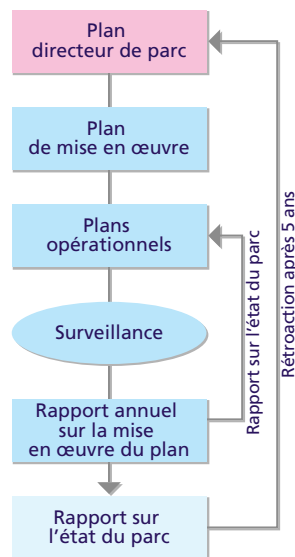 Plan
directeur de parc
Plan
de mise en œuvre
Plans
opérationnels
Surveillance
Rapport annuel
sur la mise
en œuvre du plan
Rapport sur
l'état du parc
Rapport sur l'état du parc
Rétroaction après 5 ans